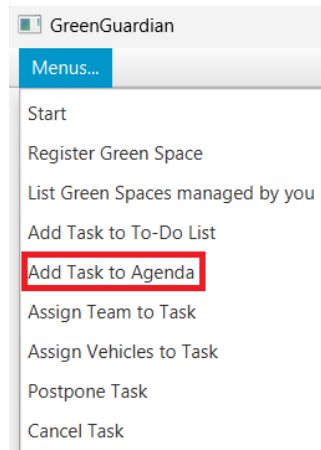 GreenGuardian
Menus...
Start
Register Green Space
List Green Spaces managed by you
Add Task to To-Do List
Add Task to Agenda
Assign Team to Task
Assign Vehicles to Task
Postpone Task
Cancel Task